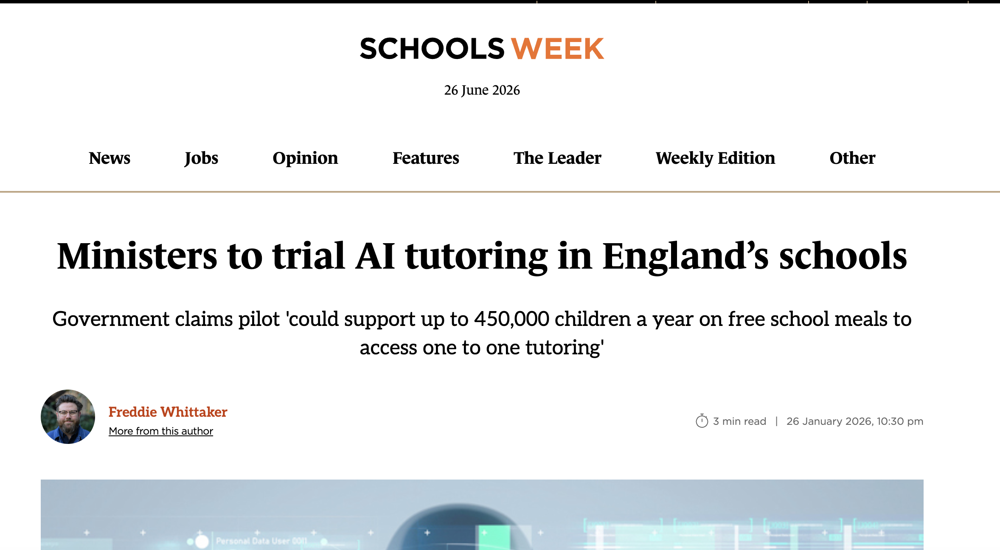 SCHOOLS WEEK
26 June 2026
News Jobs Opinion Features The Leader Weekly Edition Other
Ministers to trial AI tutoring in England’s schools
Government claims pilot 'could support up to 450,000 children a year on free school meals to
access one to one tutoring'
Freddie Whittaker
More from this author
3 min read | 26 January 2026, 10:30 pm
Personal Data User 0011